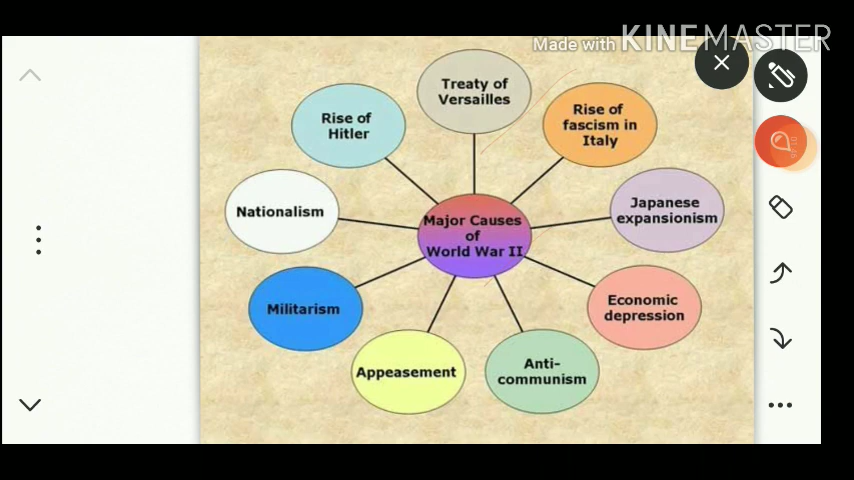 Made with KINEMASTER
Treaty of
Versailles
Rise of
Hitler
Rise of
fascism in
Italy
Nationalism
Japanese
expansionism
Major Causes
of
World War II
Militarism
Economic
depression
Appeasement
Anti-
communism